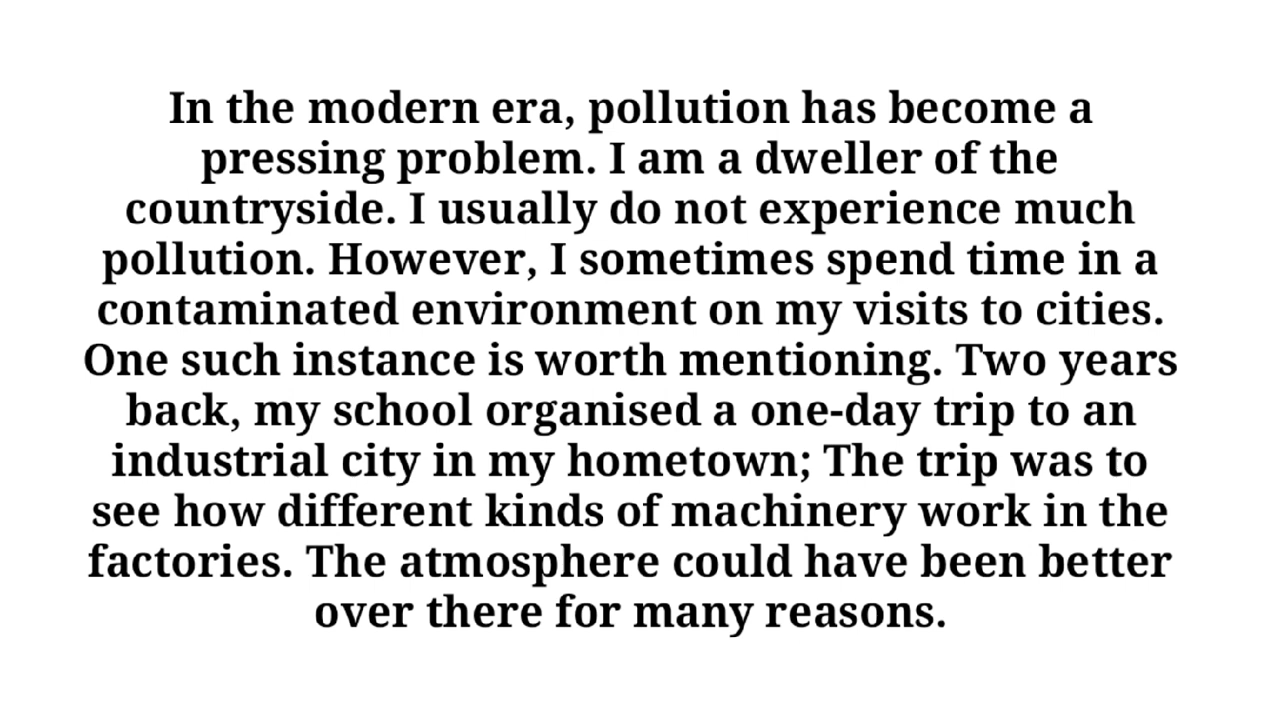 In the modern era, pollution has become a
pressing problem. I am a dweller of the
countryside. I usually do not experience much
pollution. However, I sometimes spend time in a
contaminated environment on my visits to cities.
One such instance is worth mentioning. Two years
back, my school organised a one-day trip to an
industrial city in my hometown; The trip was to
see how different kinds of machinery work in the
factories. The atmosphere could have been better
over there for many reasons.